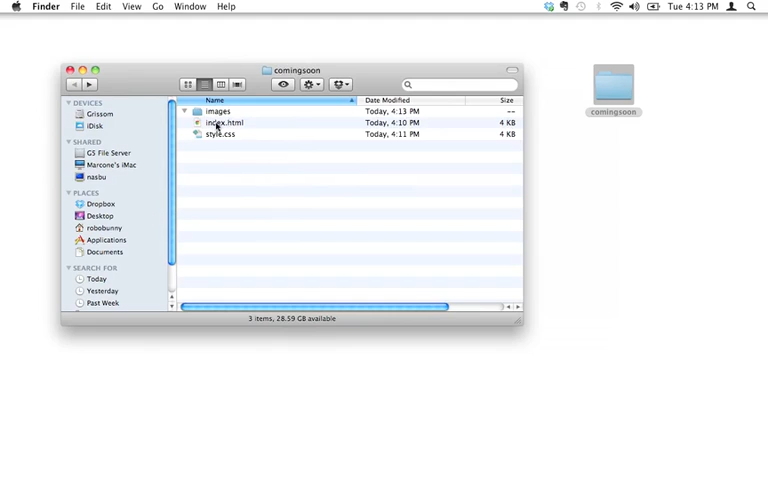 Finder File Edit View Go Window Help Tue 4:13 PM
comingsoon
Name Date Modified Size
DEVICES
Grissom
iDisk
SHARED
GS File Server
Marcone's iMac
nasbu
PLACES
Dropbox
Desktop
robobunny
Applications
Documents
SEARCH FOR
Today
Yesterday
Past Week
images Today, 4:13 PM --
index.html Today, 4:10 PM 4 KB
style.css Today, 4:11 PM 4 KB
3 items, 28.59 GB available
comingsoon